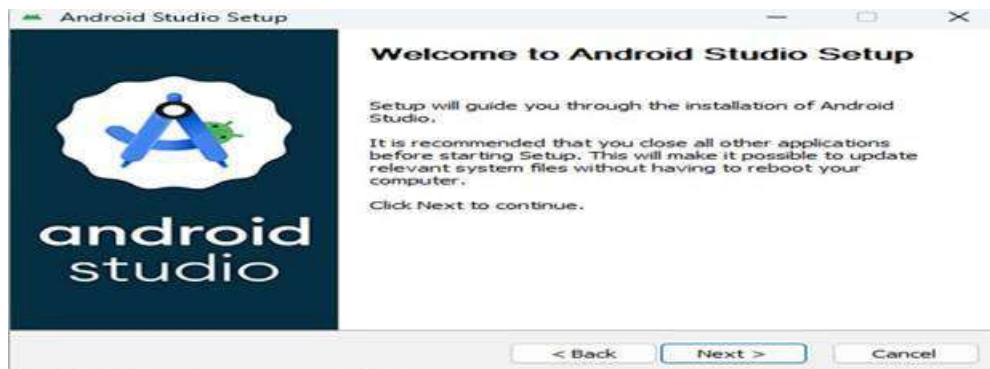 Android Studio Setup
Welcome to Android Studio Setup
Setup will guide you through the installation of Android
Studio.
It is recommended that you close all other applications
before starting Setup. This will make it possible to update
relevant system files without having to reboot your
computer.
Click Next to continue.
android
studio
< Back Next > Cancel